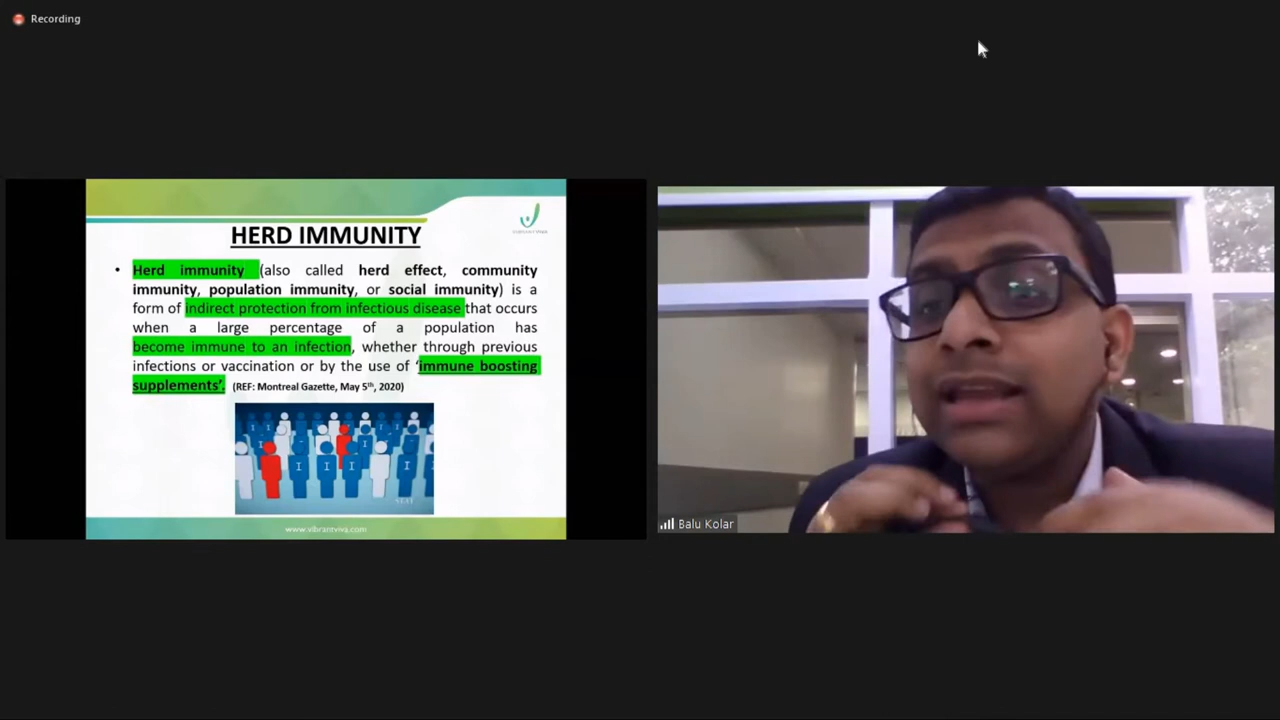 Recording
VIBRANT VIVA
HERD IMMUNITY
• Herd immunity (also called herd effect, community
immunity, population immunity, or social immunity) is a
form of indirect protection from infectious disease that occurs
when a large percentage of a population has
become immune to an infection, whether through previous
infections or vaccination or by the use of ‘immune boosting
supplements’. (REF: Montreal Gazette, May 5th, 2020)
I I I I
STAT
www.vibrantviva.com
Balu Kolar